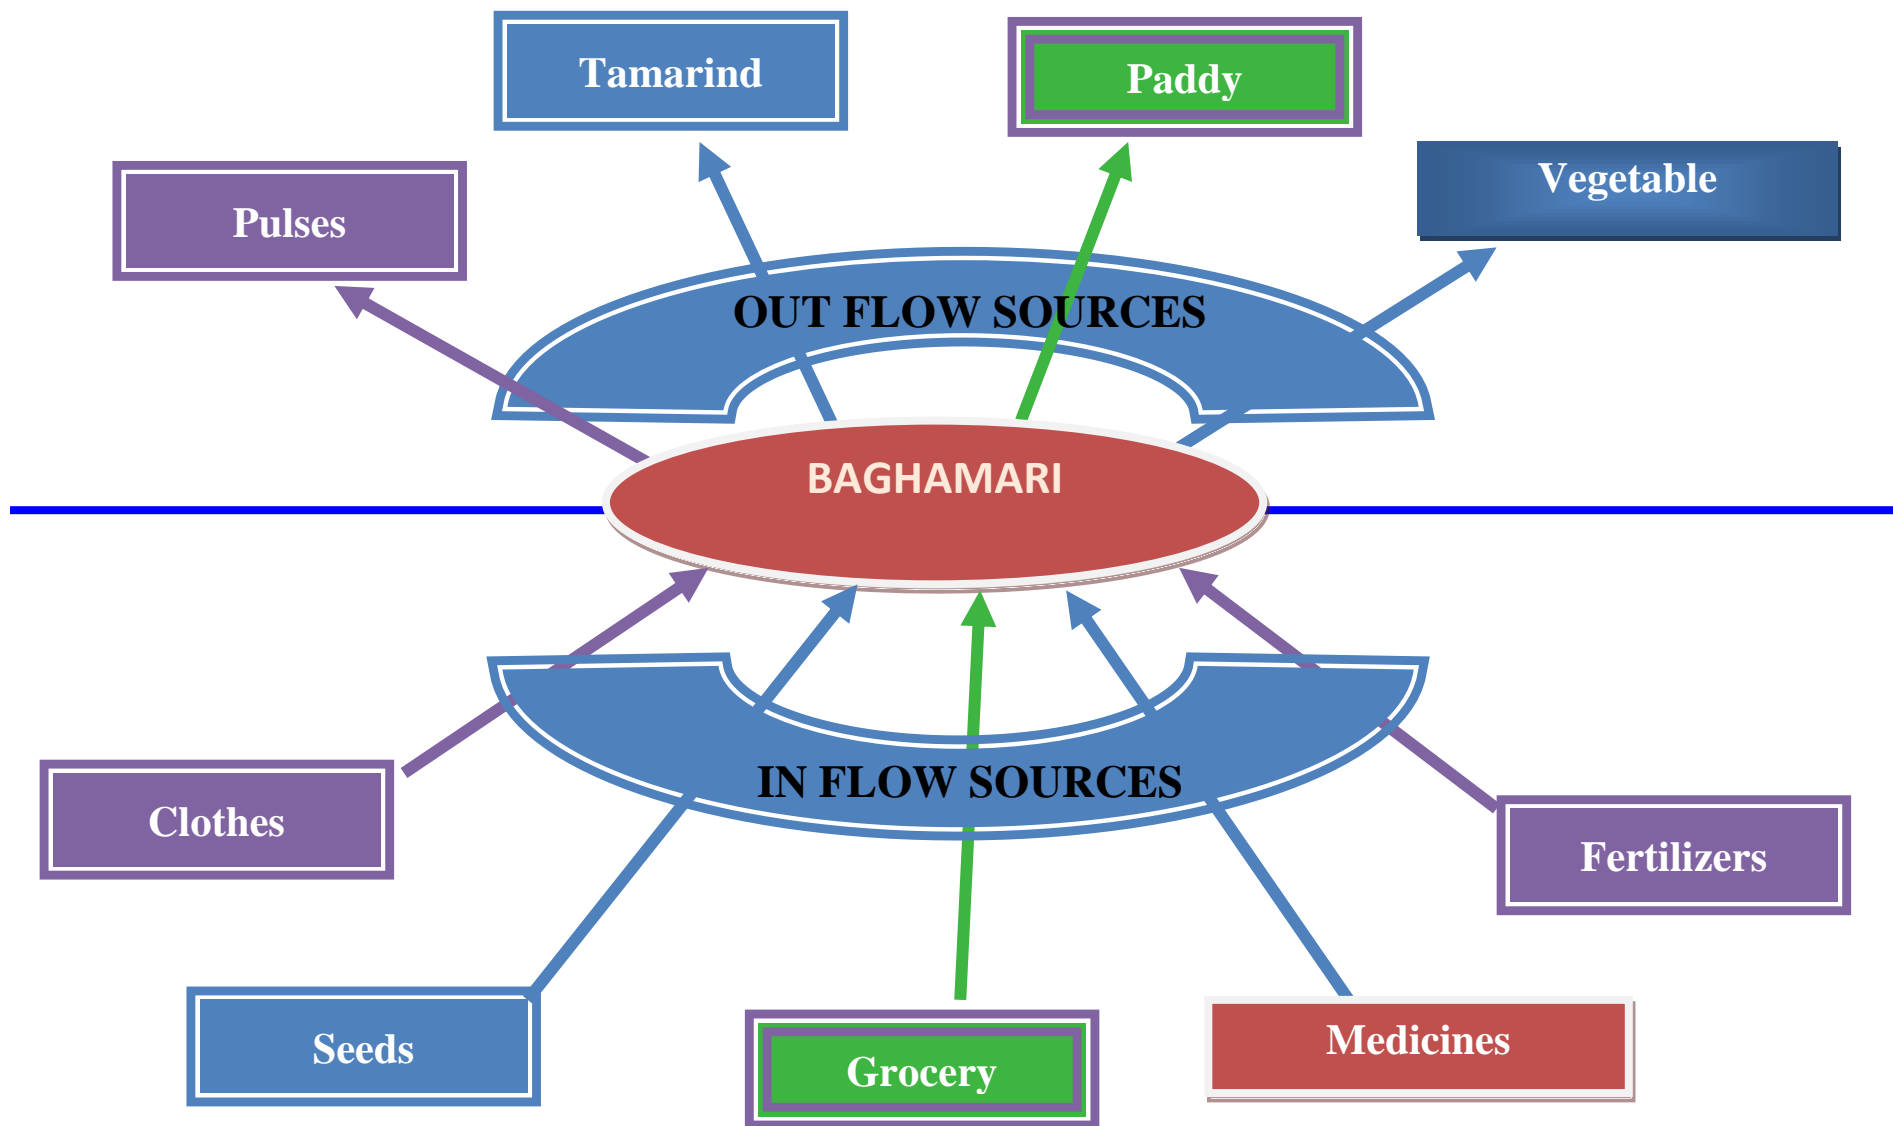 Tamarind
Paddy
Vegetable
Pulses
OUT FLOW SOURCES
BAGHAMARI
IN FLOW SOURCES
Clothes
Fertilizers
Seeds
Grocery
Medicines